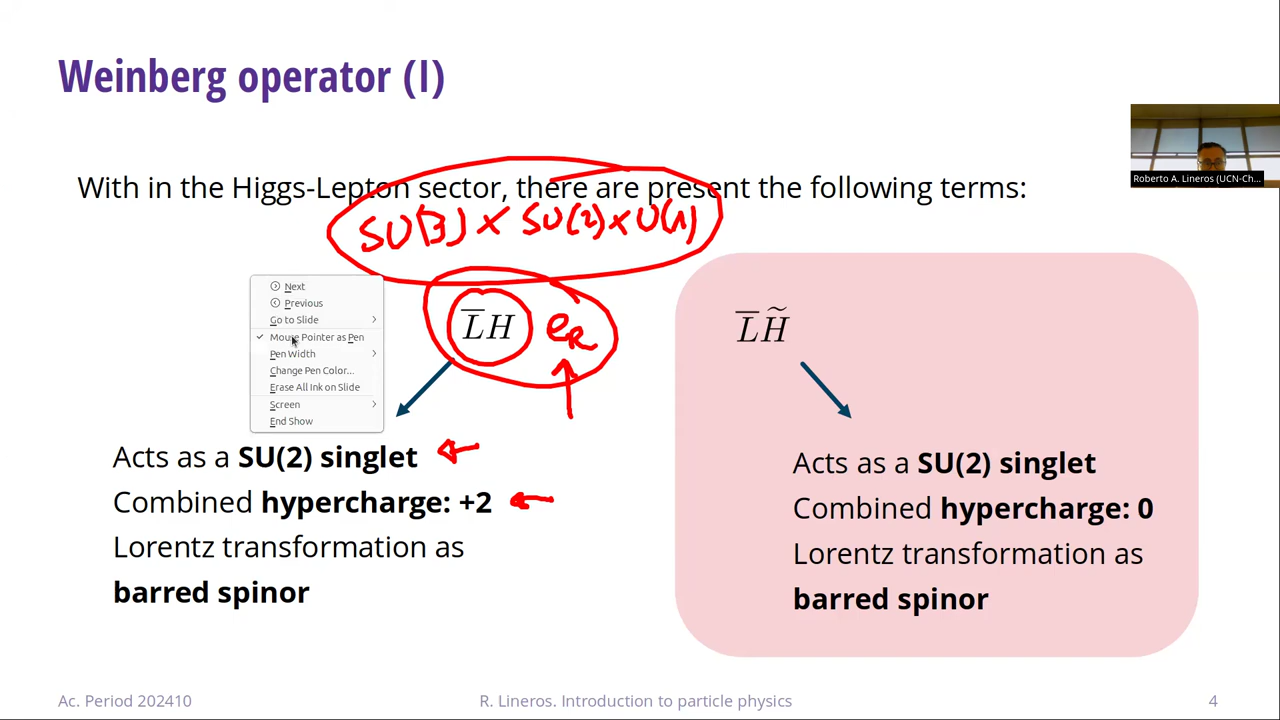 Weinberg operator (I)
Roberto A. Lineros (UCN-Ch...
With in the Higgs-Lepton sector, there are present the following terms:
SU(3) × SU(2) × U(1)
Next
Previous
Go to Slide
Mouse Pointer as Pen
Pen Width
Change Pen Color...
Erase All Ink on Slide
Screen
End Show
L̅H e_R
Acts as a SU(2) singlet
Combined hypercharge: +2
Lorentz transformation as
barred spinor
L̅H̃
Acts as a SU(2) singlet
Combined hypercharge: 0
Lorentz transformation as
barred spinor
Ac. Period 202410
R. Lineros. Introduction to particle physics
4